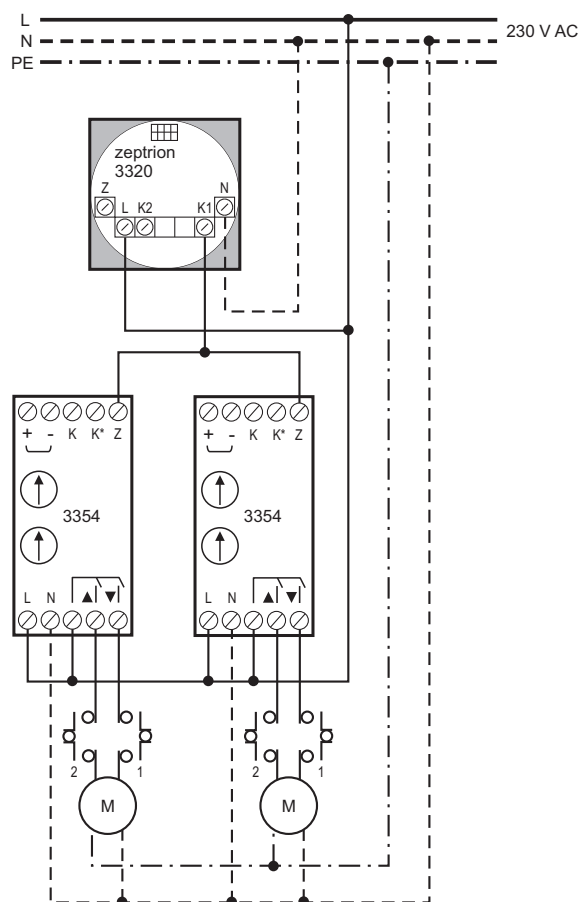 L
N
230 V AC
PE
zeptrion
3320
Z
N
L K2 K1
+ - K K* Z
+ - K K* Z
3354
3354
L N ▲ ▼
L N ▲ ▼
2 1
2 1
M
M